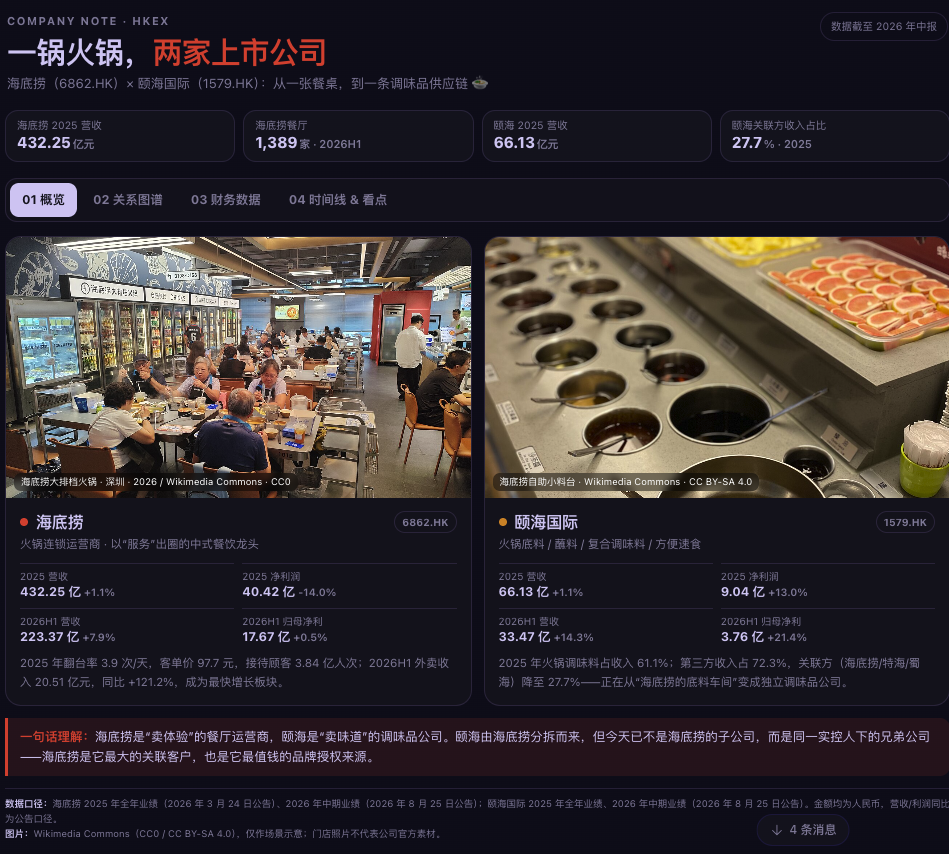 COMPANY NOTE · HKEX
数据截至 2026 年中报
一锅火锅，两家上市公司
海底捞（6862.HK）× 颐海国际（1579.HK）：从一张餐桌，到一条调味品供应链
海底捞 2025 营收
432.25 亿元
海底捞餐厅
1,389 家 · 2026H1
颐海 2025 营收
66.13 亿元
颐海关联方收入占比
27.7 % · 2025
01 概览
02 关系图谱
03 财务数据
04 时间线 & 看点
海底捞大排档火锅 · 深圳 · 2026 / Wikimedia Commons · CC0
海底捞自助小料台 · Wikimedia Commons · CC BY-SA 4.0
海底捞
6862.HK
火锅连锁运营商 · 以“服务”出圈的中式餐饮龙头
2025 营收
432.25 亿 +1.1%
2025 净利润
40.42 亿 -14.0%
2026H1 营收
223.37 亿 +7.9%
2026H1 归母净利
17.67 亿 +0.5%
2025 年翻台率 3.9 次/天，客单价 97.7 元，接待顾客 3.84 亿人次；2026H1 外卖收
入 20.51 亿元，同比 +121.2%，成为最快增长板块。
颐海国际
1579.HK
火锅底料 / 蘸料 / 复合调味料 / 方便速食
2025 营收
66.13 亿 +1.1%
2025 净利润
9.04 亿 +13.0%
2026H1 营收
33.47 亿 +14.3%
2026H1 归母净利
3.76 亿 +21.4%
2025 年火锅调味料占收入 61.1%；第三方收入占 72.3%，关联方（海底捞/特海/蜀
海）降至 27.7%——正在从“海底捞的底料车间”变成独立调味品公司。
一句话理解：海底捞是“卖体验”的餐厅运营商，颐海是“卖味道”的调味品公司。颐海由海底捞分拆而来，但今天已不是海底捞的子公司，而是同一实控人下的兄弟公司
——海底捞是它最大的关联客户，也是它最值钱的品牌授权来源。
数据口径：海底捞 2025 年全年业绩（2026 年 3 月 24 日公告）、2026 年中期业绩（2026 年 8 月 25 日公告）；颐海国际 2025 年全年业绩、2026 年中期业绩（2026 年 8 月 25 日公告）。金额均为人民币，营收/利润同比
为公告口径。
图片：Wikimedia Commons（CC0 / CC BY-SA 4.0），仅作场景示意；门店照片不代表公司官方素材。
↓ 4 条消息